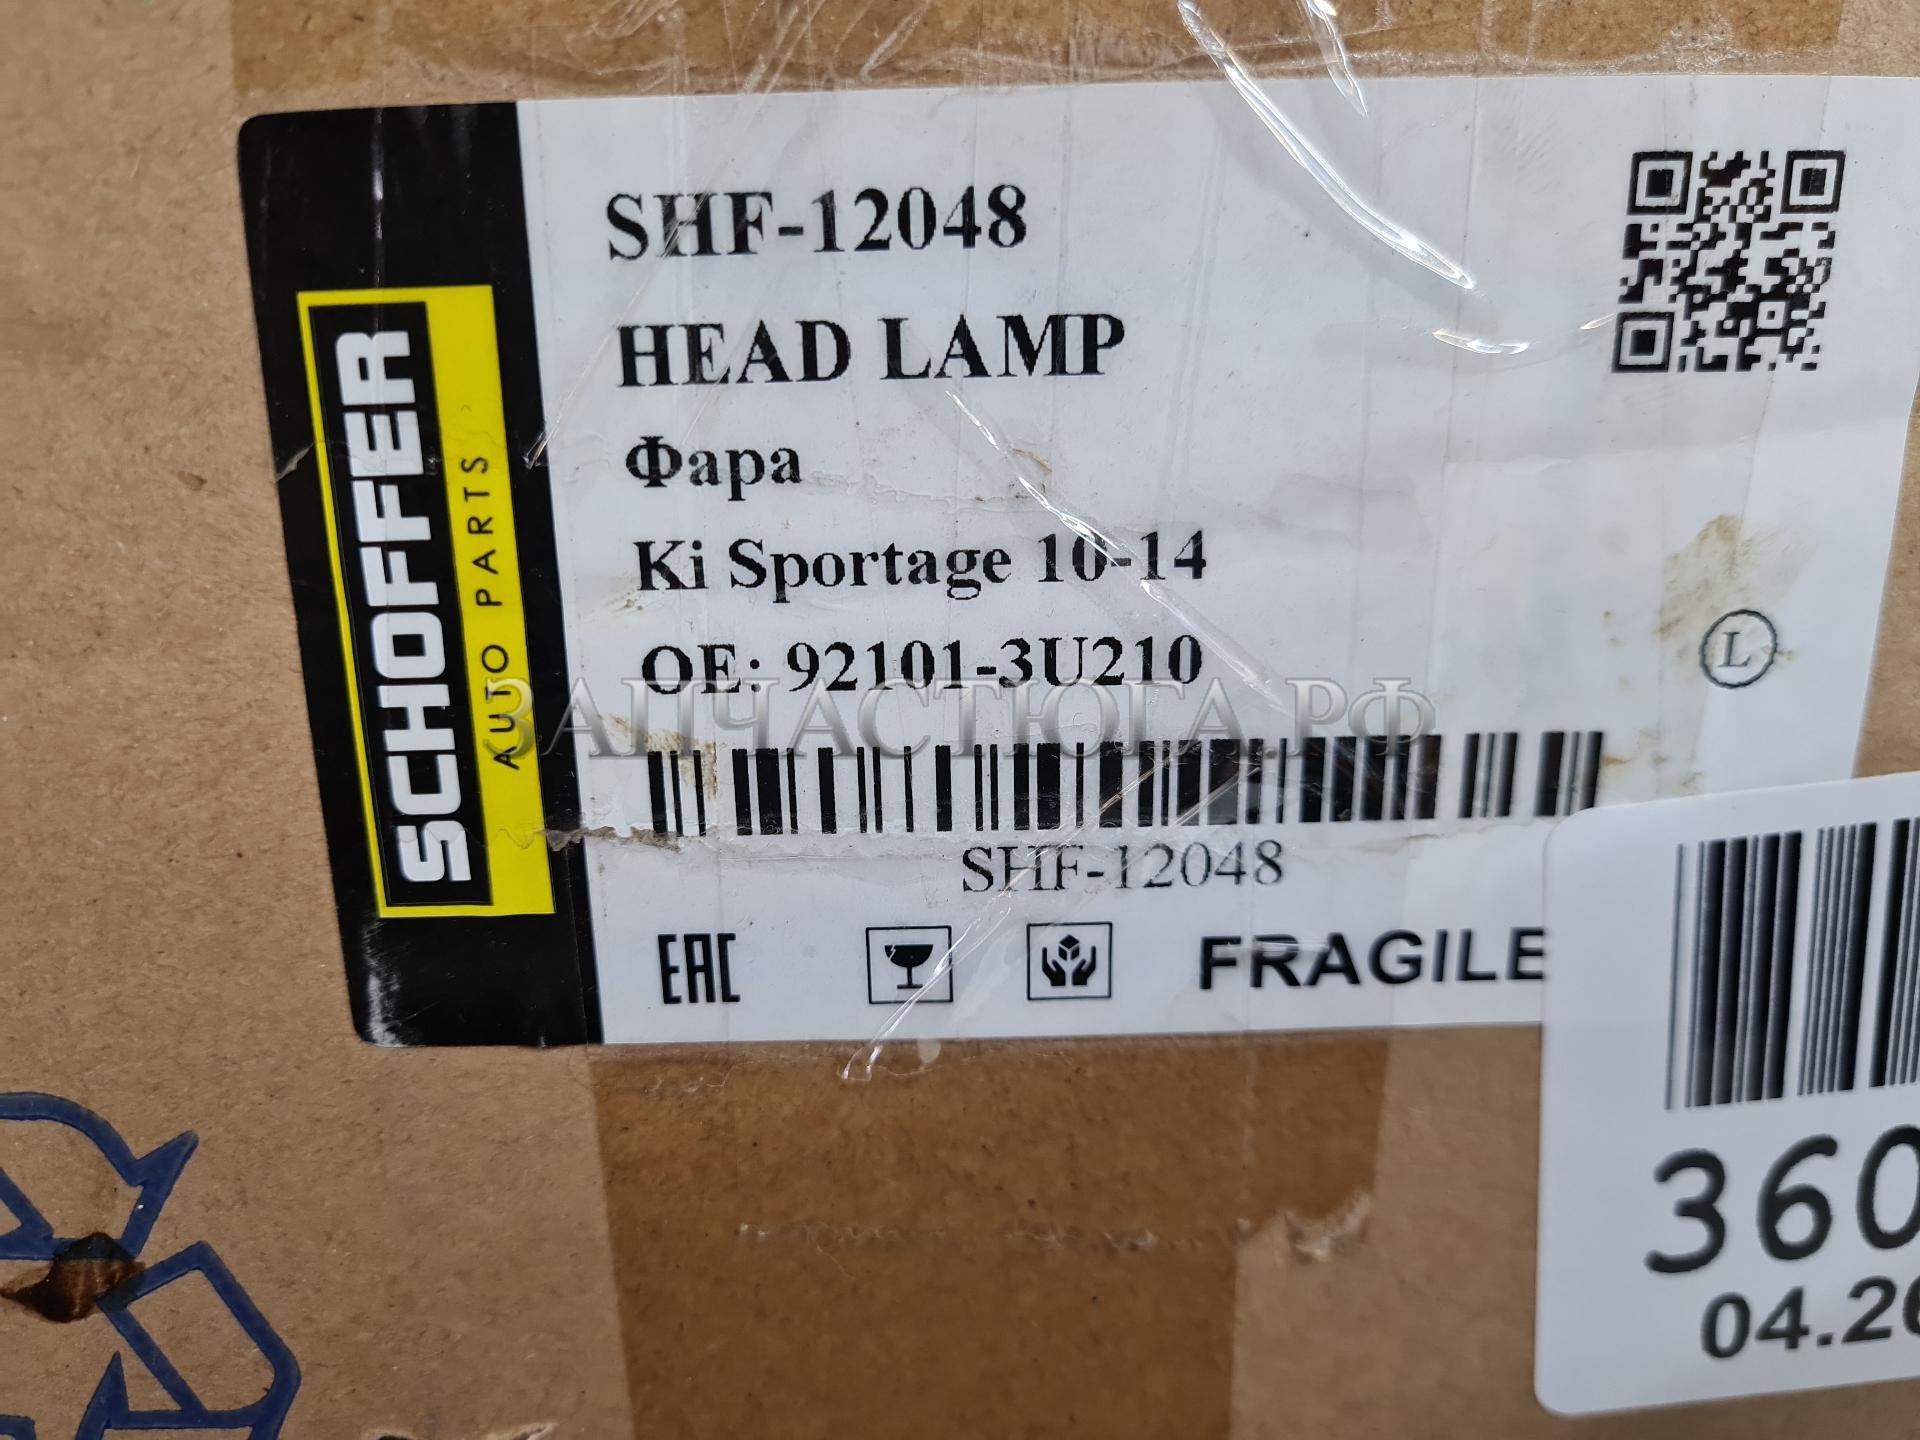 SCHOFFER
AUTO PARTS
SHF-12048
HEAD LAMP
Фара
Ki Sportage 10-14
OE: 92101-3U210
L
ЗАПЧАСТЮГА.РФ
SHF-12048
EAC
FRAGILE
360
04.20